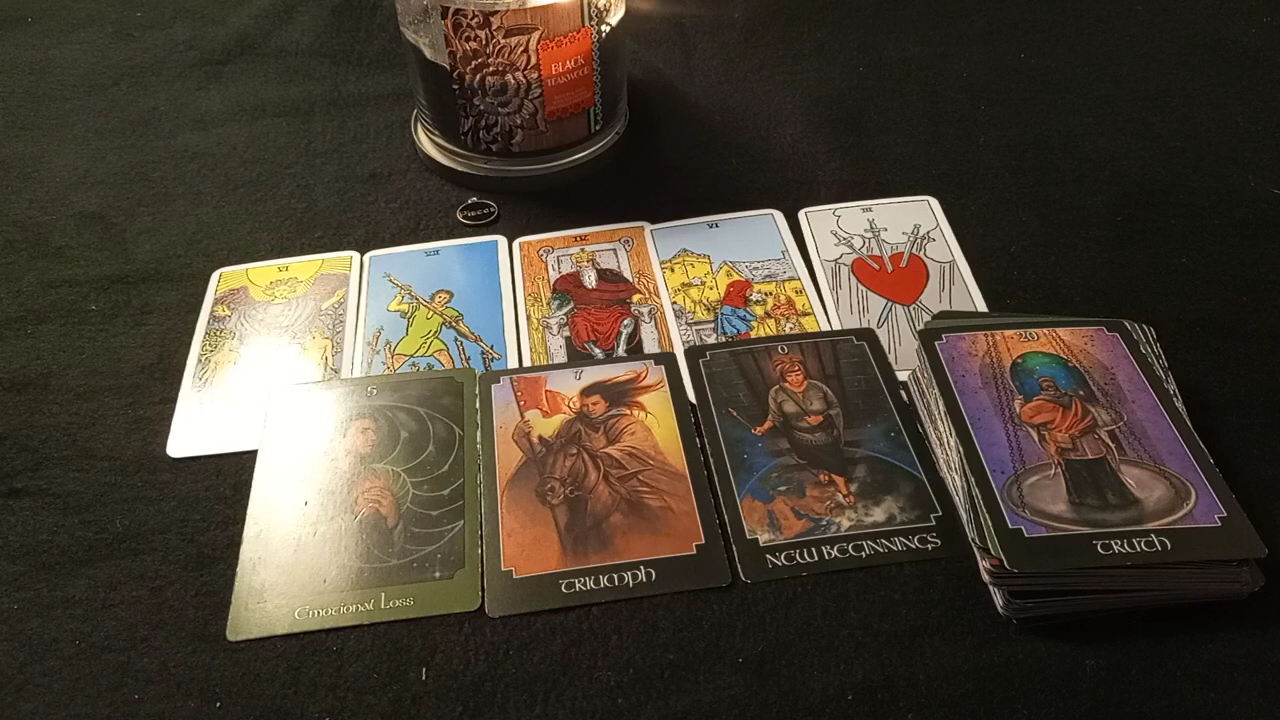 BLACK
TEAKWOOD
Pisces
VI
VII
IV
VI
III
5
Emotional Loss
7
TRIUMPH
0
NEW BEGINNINGS
20
TRUTH